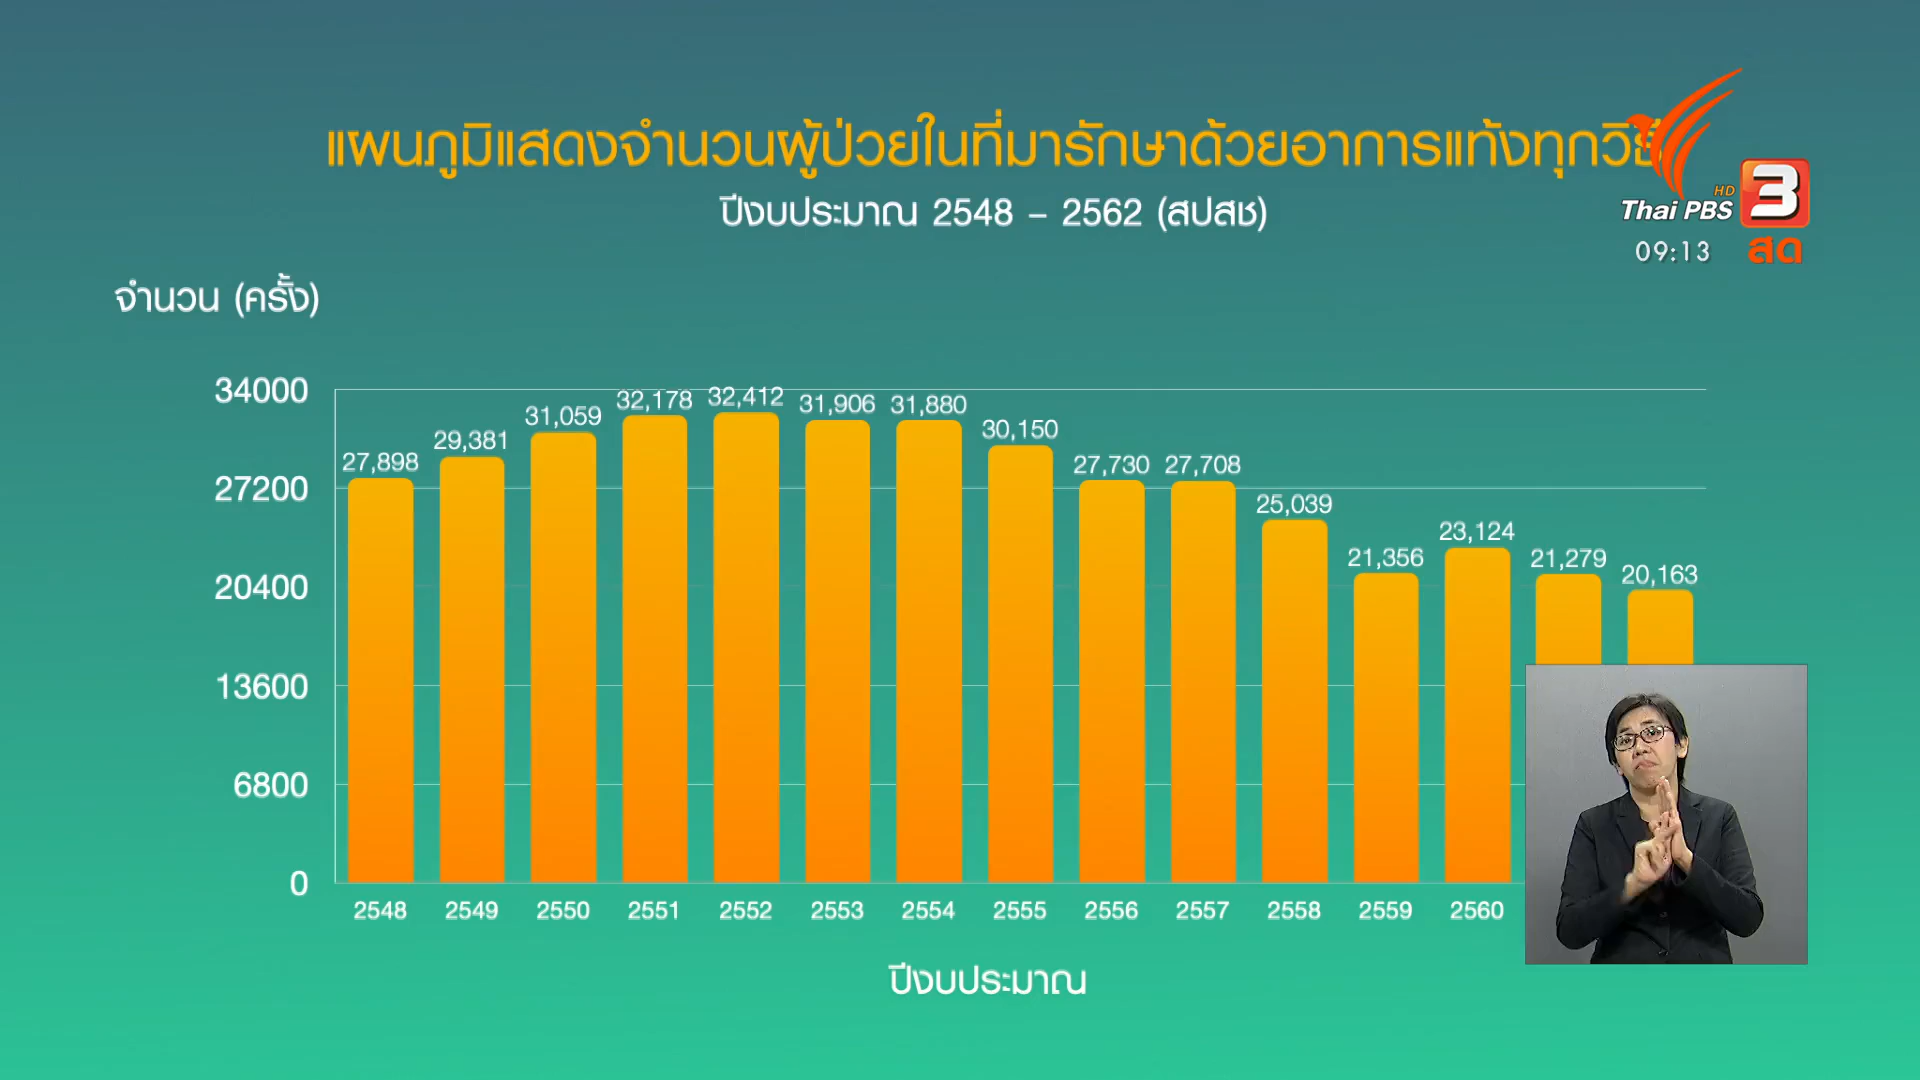 แผนภูมิแสดงจำนวนผู้ป่วยในที่มารักษาด้วยอาการแท้งทุกวิธี
ปีงบประมาณ 2548 – 2562 (สปสช)
HD
Thai PBS 3
09:13 สด
จำนวน (ครั้ง)
34000
27200
20400
13600
6800
0
27,898 29,381 31,059 32,178 32,412 31,906 31,880 30,150 27,730 27,708 25,039 21,356 23,124 21,279 20,163
2548 2549 2550 2551 2552 2553 2554 2555 2556 2557 2558 2559 2560
ปีงบประมาณ